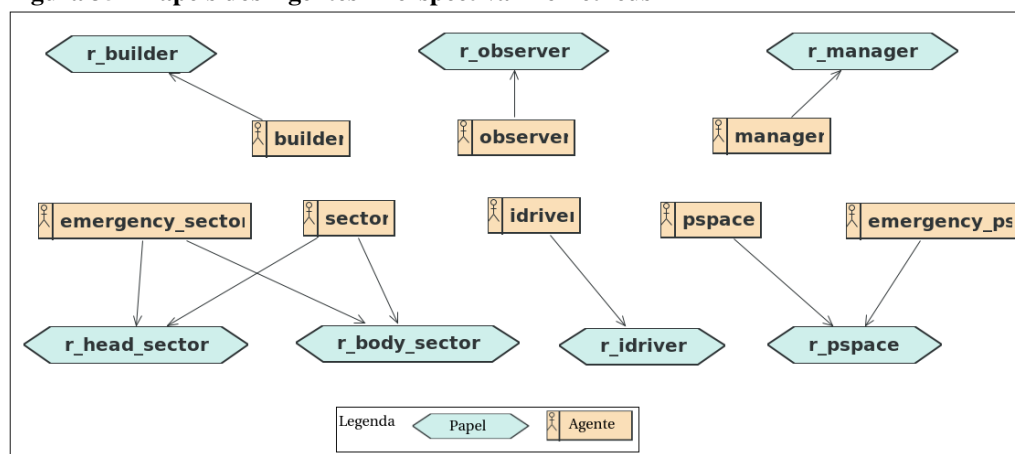 r_builder
r_observer
r_manager
builder
observer
manager
emergency_sector
sector
idriver
pspace
emergency_ps
r_head_sector
r_body_sector
r_idriver
r_pspace
Legenda
Papel
Agente